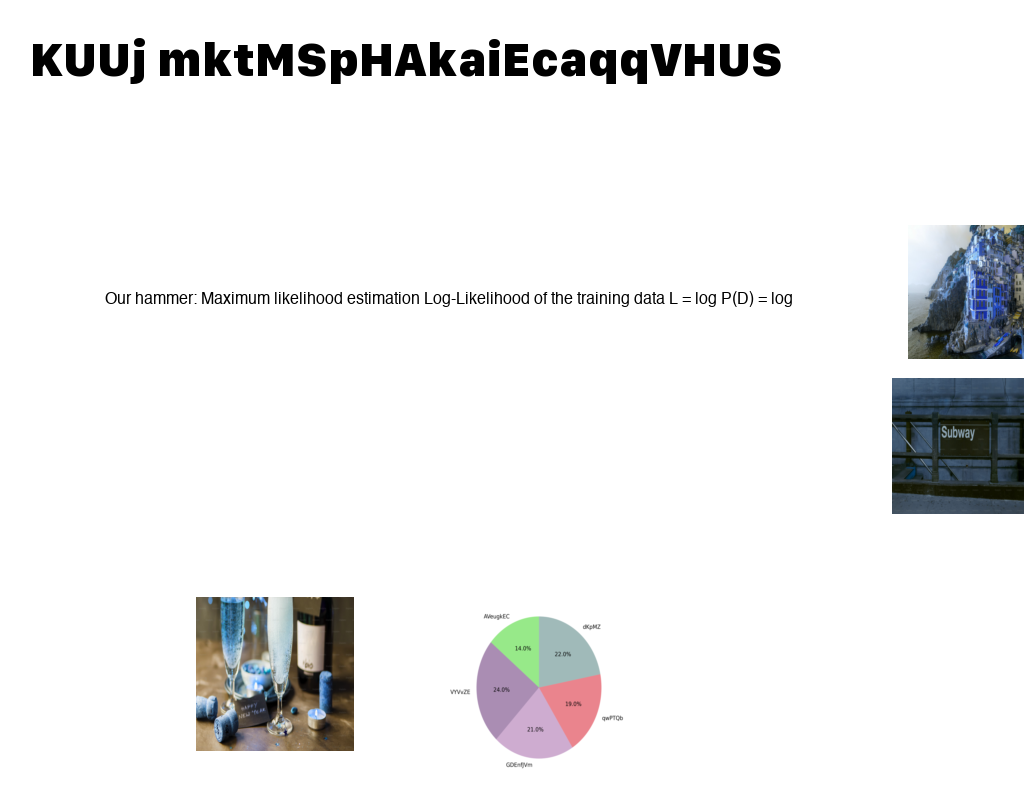 KUUj mktMSpHAkaiEcaqqVHUS
Our hammer: Maximum likelihood estimation Log-Likelihood of the training data L = log P(D) = log
Subway
HAPPY
NEW YEAR
AVeugkEC
dKpMZ
14.0%
22.0%
VYVvZE
24.0%
19.0%
qwPTQb
21.0%
GDEnfjVm